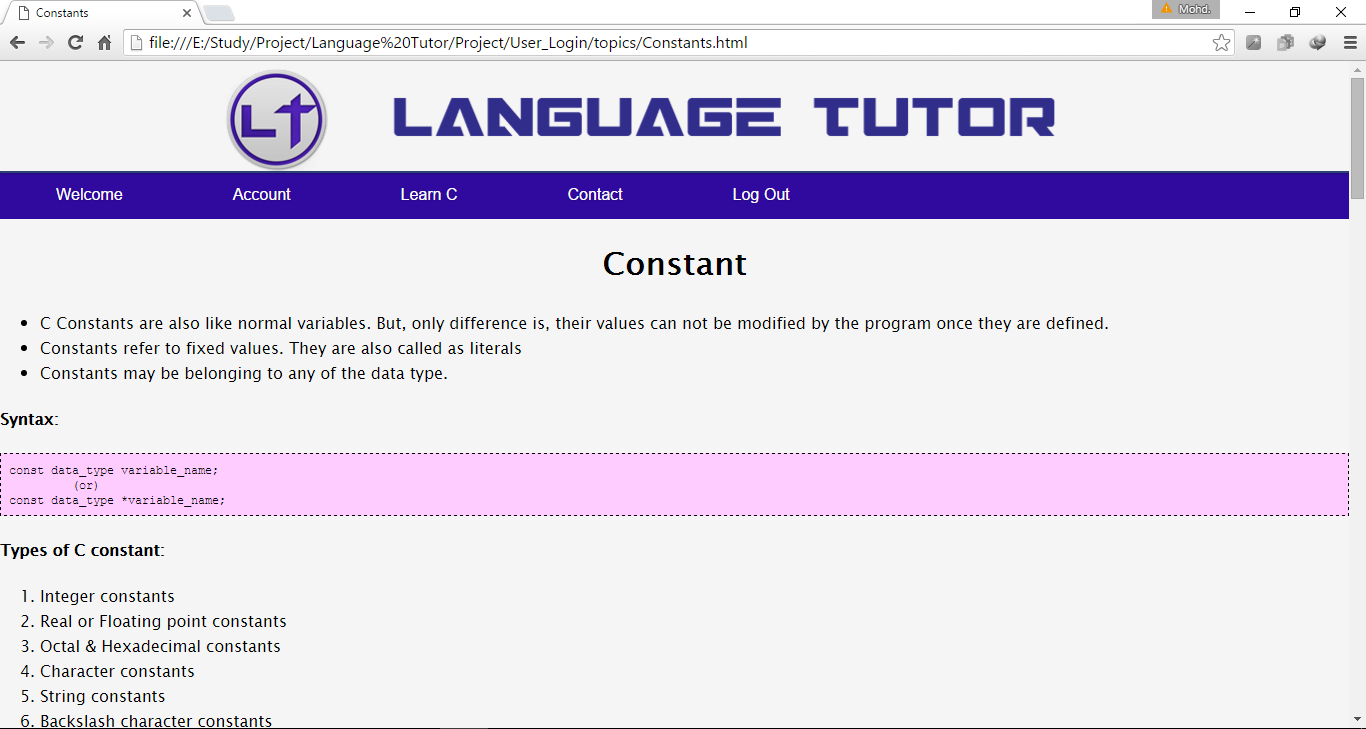 Constants
Mohd.
file:///E:/Study/Project/Language%20Tutor/Project/User_Login/topics/Constants.html
LT LANGUAGE TUTOR
Welcome Account Learn C Contact Log Out
Constant
• C Constants are also like normal variables. But, only difference is, their values can not be modified by the program once they are defined.
• Constants refer to fixed values. They are also called as literals
• Constants may be belonging to any of the data type.
Syntax:
const data_type variable_name;
(or)
const data_type *variable_name;
Types of C constant:
1. Integer constants
2. Real or Floating point constants
3. Octal & Hexadecimal constants
4. Character constants
5. String constants
6. Backslash character constants